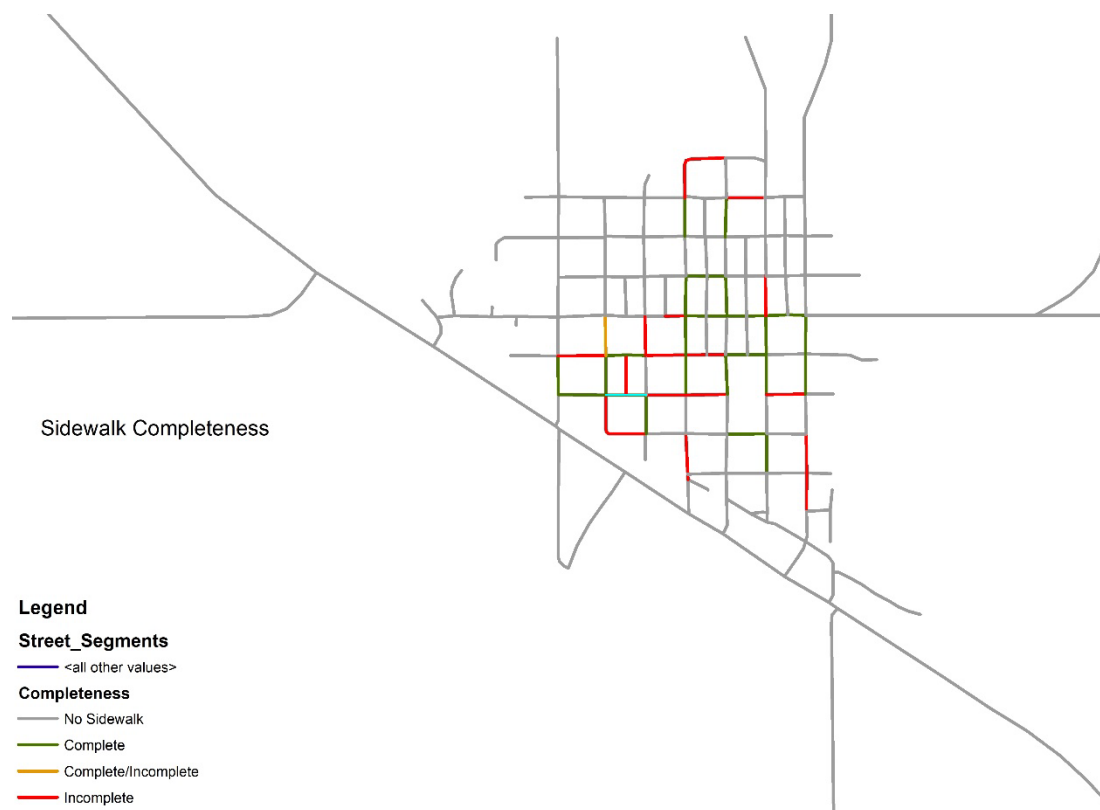 Sidewalk Completeness
Legend
Street_Segments
<all other values>
Completeness
No Sidewalk
Complete
Complete/Incomplete
Incomplete